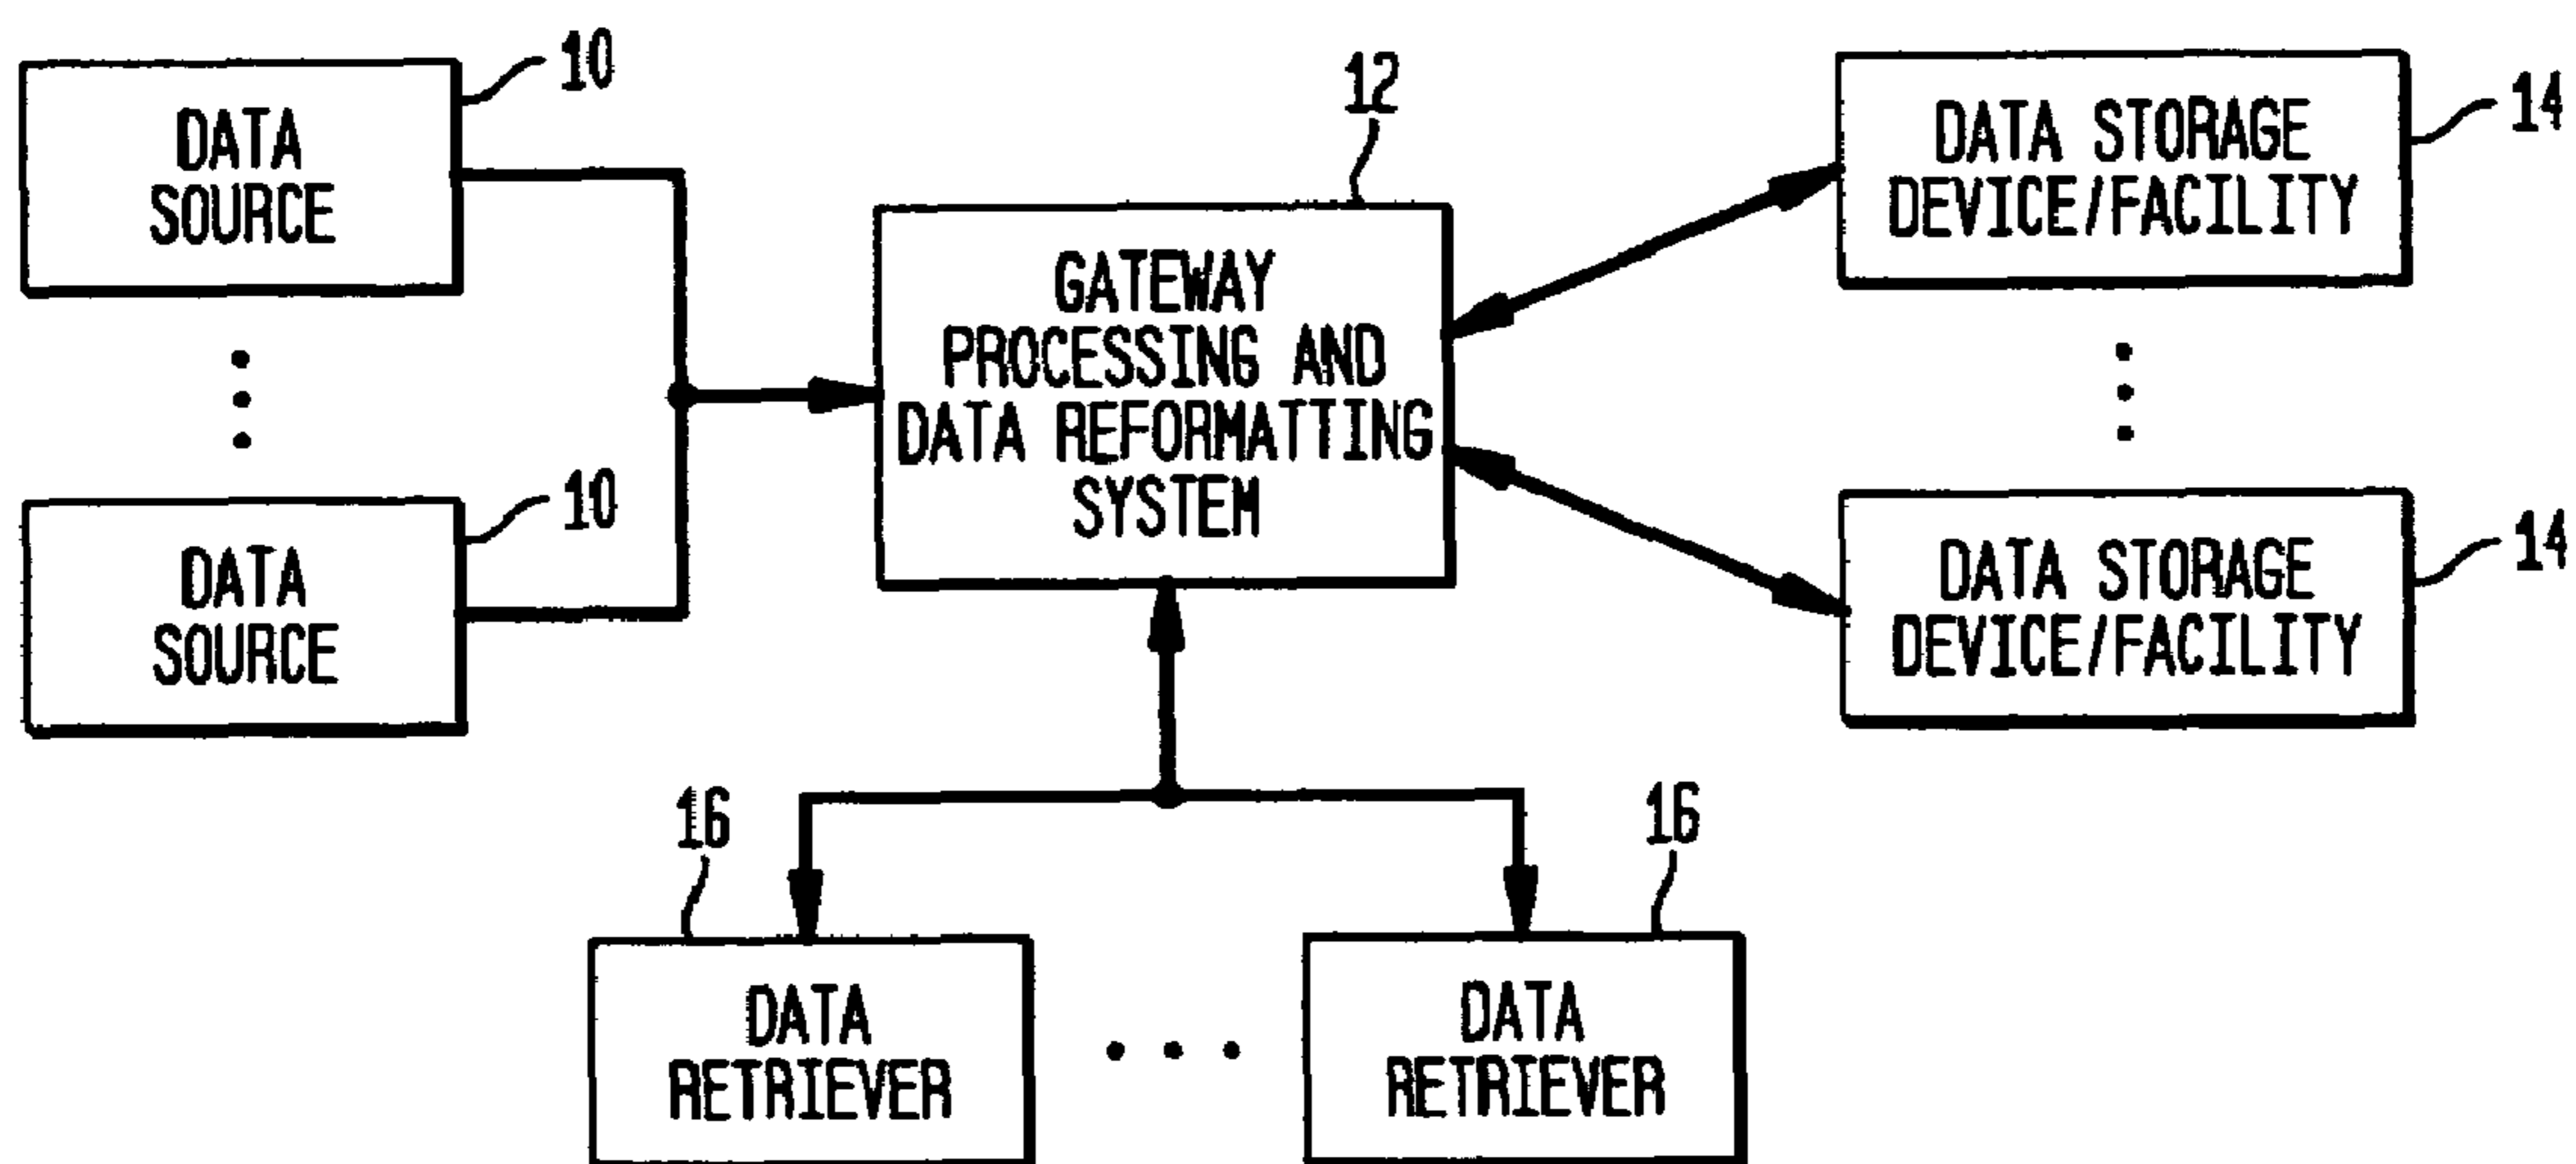 10
DATA
SOURCE
10
DATA
SOURCE
12
GATEWAY
PROCESSING AND
DATA REFORMATTING
SYSTEM
14
DATA STORAGE
DEVICE/FACILITY
14
DATA STORAGE
DEVICE/FACILITY
16
DATA
RETRIEVER
16
DATA
RETRIEVER